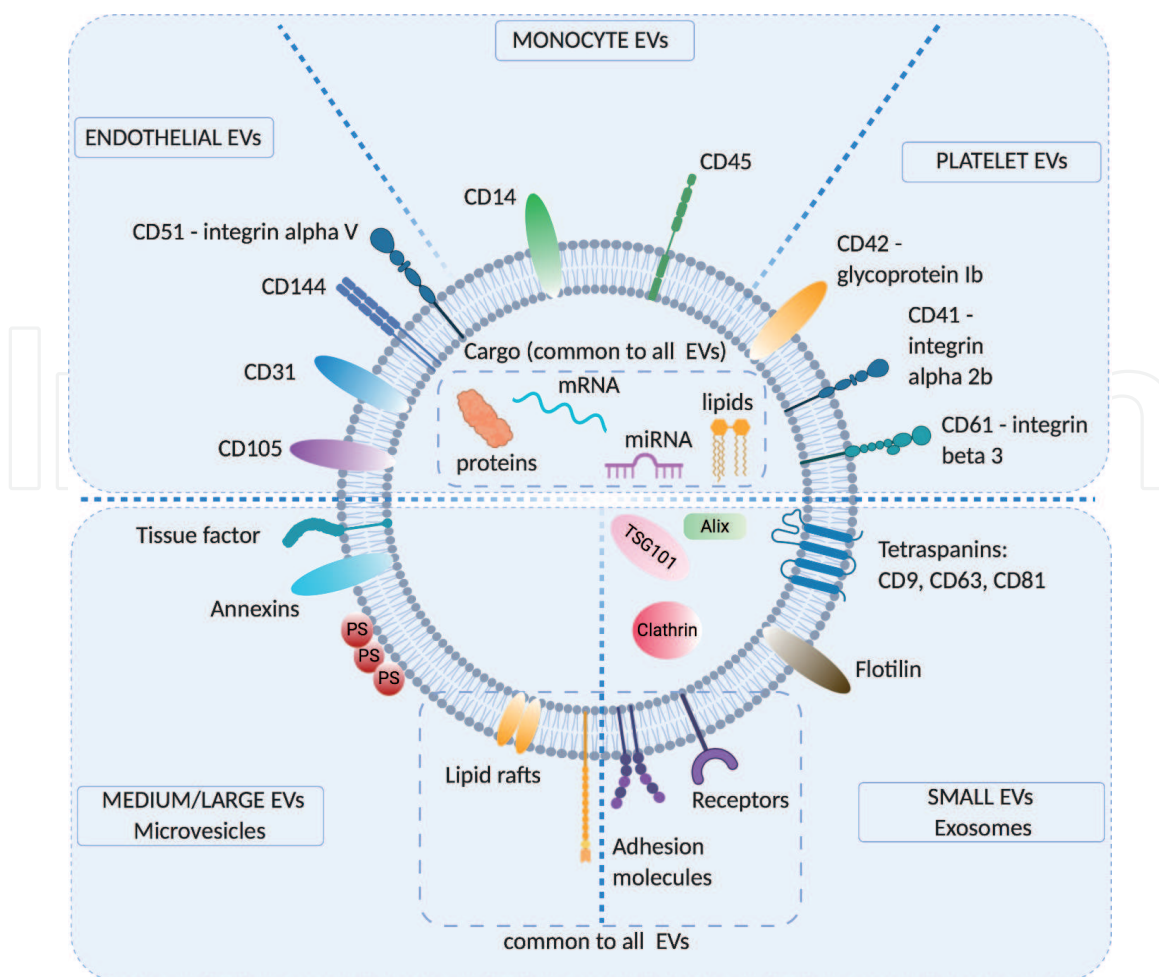 MONOCYTE EVs
ENDOTHELIAL EVs
PLATELET EVs
CD45
CD14
CD51 - integrin alpha V
CD42 -
glycoprotein Ib
CD144
CD41 -
integrin
alpha 2b
CD31
Cargo (common to all EVs)
mRNA
lipids
miRNA
proteins
CD105
CD61 - integrin
beta 3
Tissue factor
TSG101
Alix
Tetraspanins:
CD9, CD63, CD81
Annexins
PS
PS
PS
Clathrin
Flotilin
Lipid rafts
Receptors
MEDIUM/LARGE EVs
Microvesicles
SMALL EVs
Exosomes
Adhesion
molecules
common to all EVs